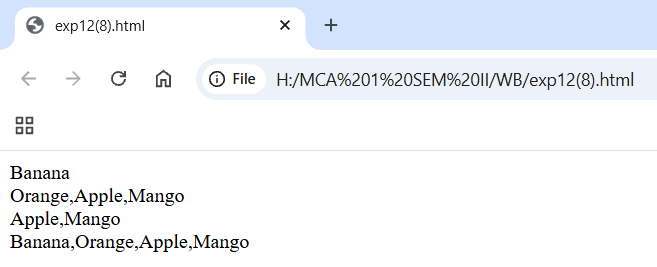 exp12(8).html
File H:/MCA%201%20SEM%20II/WB/exp12(8).html
Banana
Orange,Apple,Mango
Apple,Mango
Banana,Orange,Apple,Mango